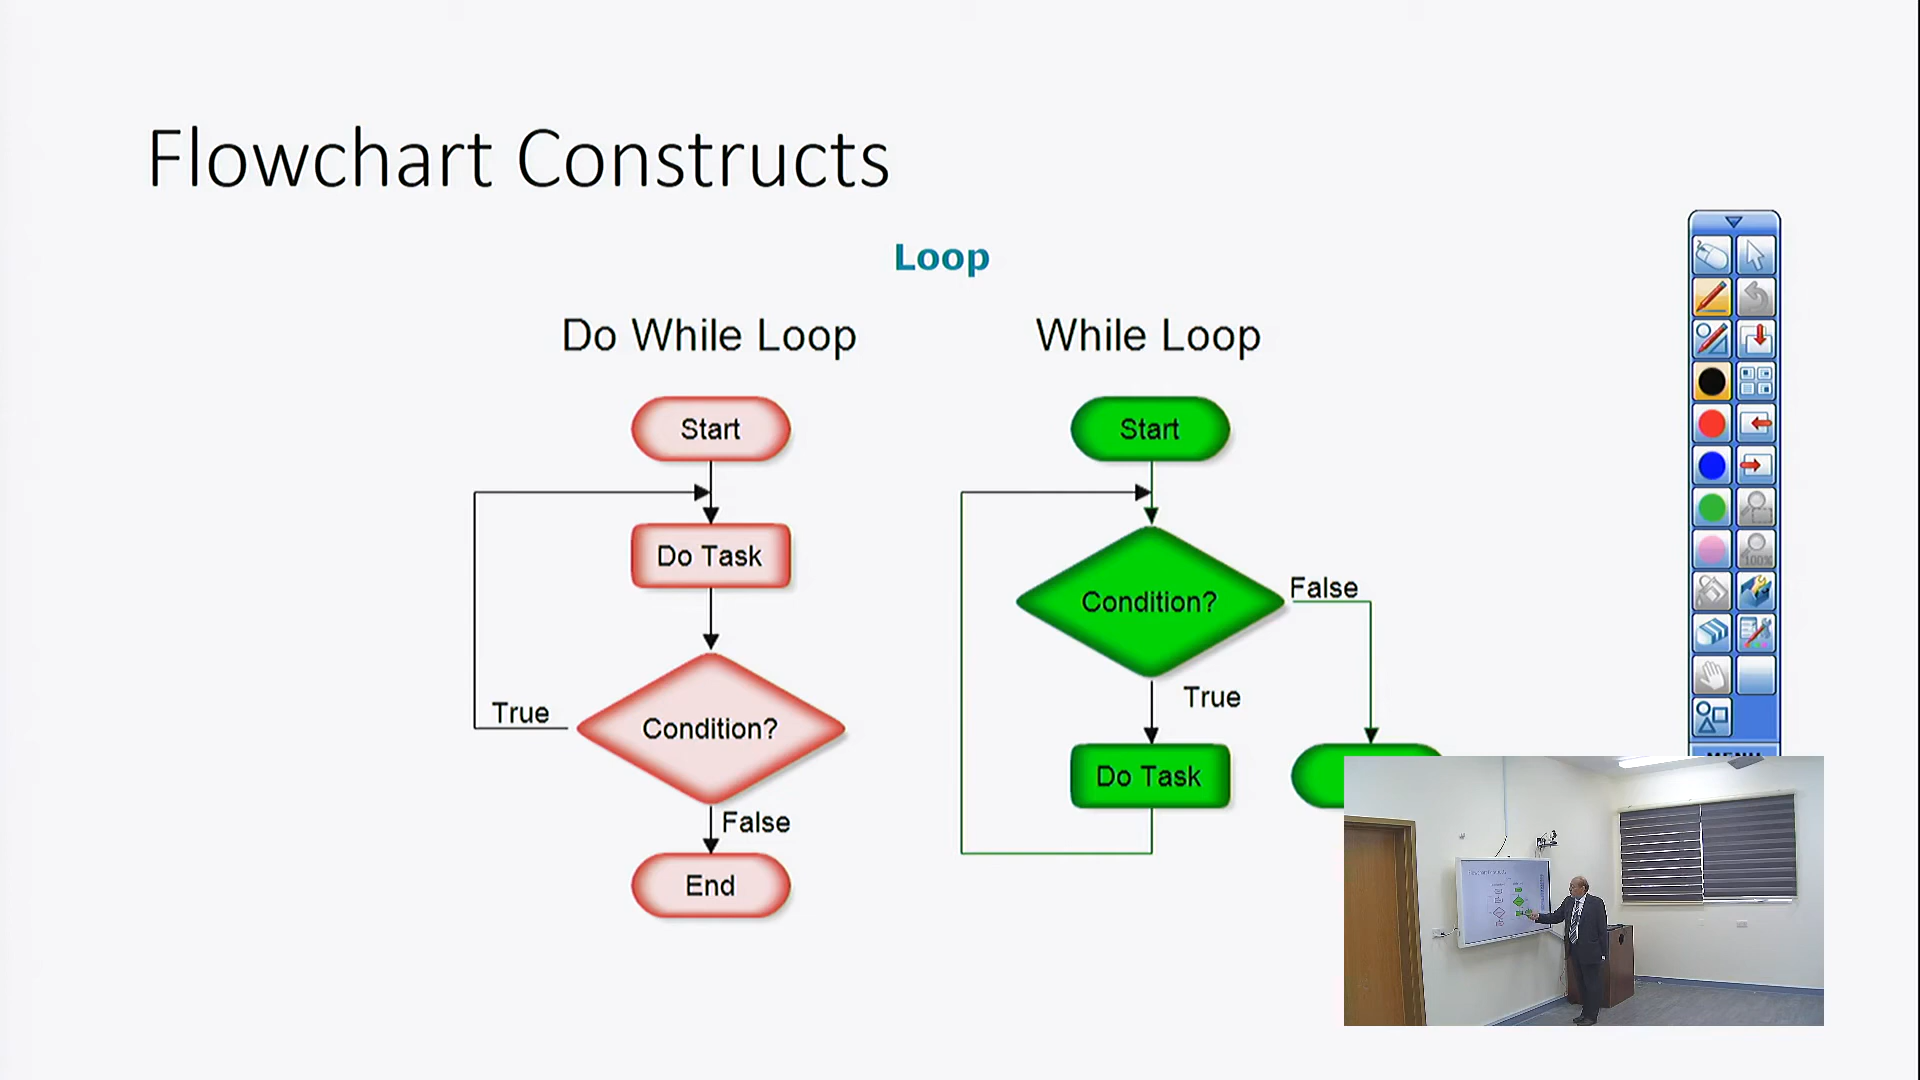 Flowchart Constructs
Loop
Do While Loop
While Loop
Start
Do Task
True
Condition?
False
End
Start
Condition?
False
True
Do Task
100%